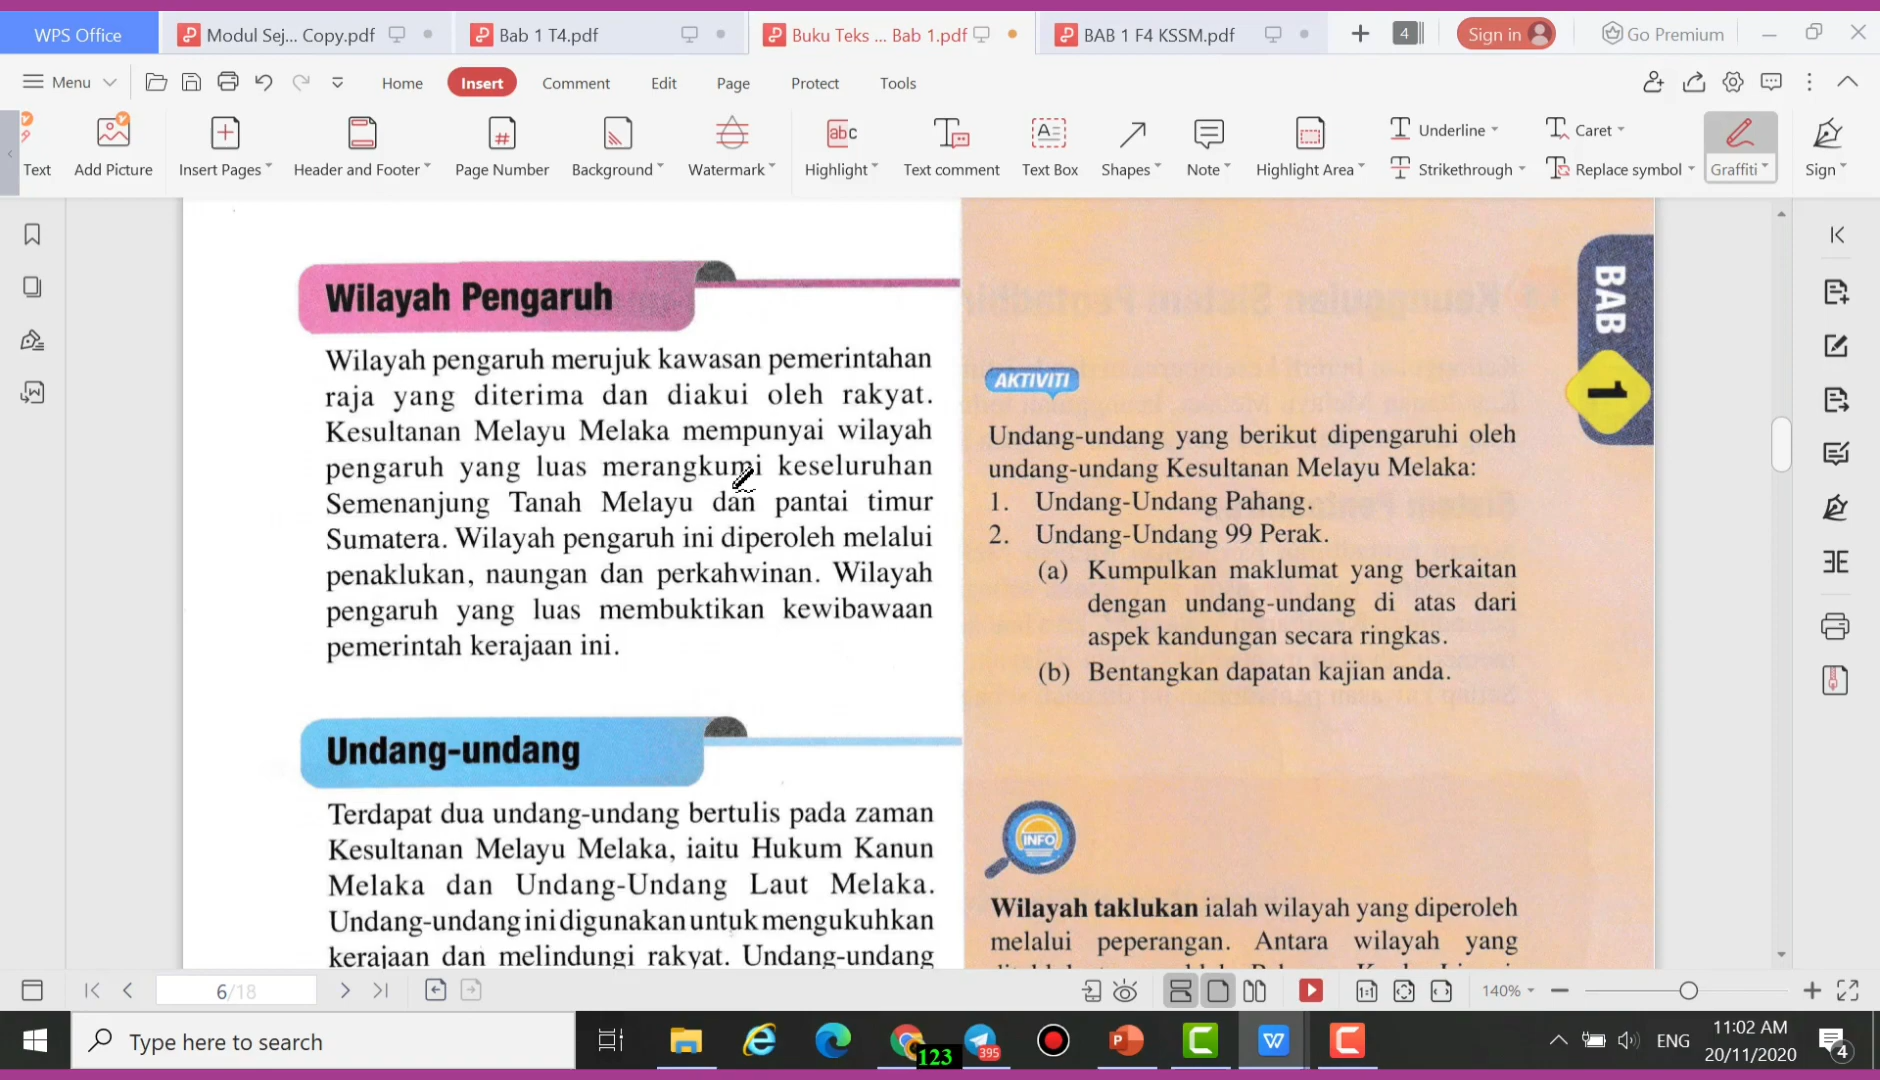 WPS Office
Modul Sej... Copy.pdf
Bab 1 T4.pdf
Buku Teks ... Bab 1.pdf
BAB 1 F4 KSSM.pdf
4
Sign in
Go Premium
Menu
Home
Insert
Comment
Edit
Page
Protect
Tools
Text
Add Picture
Insert Pages
Header and Footer
Page Number
Background
Watermark
Highlight
Text comment
Text Box
Shapes
Note
Highlight Area
Underline
Strikethrough
Caret
Replace symbol
Graffiti
Sign
Wilayah Pengaruh
Wilayah pengaruh merujuk kawasan pemerintahan
raja yang diterima dan diakui oleh rakyat.
Kesultanan Melayu Melaka mempunyai wilayah
pengaruh yang luas merangkumi keseluruhan
Semenanjung Tanah Melayu dan pantai timur
Sumatera. Wilayah pengaruh ini diperoleh melalui
penaklukan, naungan dan perkahwinan. Wilayah
pengaruh yang luas membuktikan kewibawaan
pemerintah kerajaan ini.
Undang-undang
Terdapat dua undang-undang bertulis pada zaman
Kesultanan Melayu Melaka, iaitu Hukum Kanun
Melaka dan Undang-Undang Laut Melaka.
Undang-undang ini digunakan untuk mengukuhkan
kerajaan dan melindungi rakyat. Undang-undang
BAB
1
AKTIVITI
Undang-undang yang berikut dipengaruhi oleh
undang-undang Kesultanan Melayu Melaka:
1. Undang-Undang Pahang.
2. Undang-Undang 99 Perak.
(a) Kumpulkan maklumat yang berkaitan
dengan undang-undang di atas dari
aspek kandungan secara ringkas.
(b) Bentangkan dapatan kajian anda.
INFO
Wilayah taklukan ialah wilayah yang diperoleh
melalui peperangan. Antara wilayah yang
6/18
140%
Type here to search
123
395
ENG
11:02 AM
20/11/2020
4